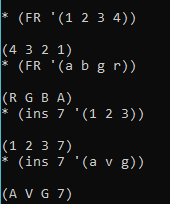 * (FR '(1 2 3 4))
(4 3 2 1)
* (FR '(a b g r))
(R G B A)
* (ins 7 '(1 2 3))
(1 2 3 7)
* (ins 7 '(a v g))
(A V G 7)